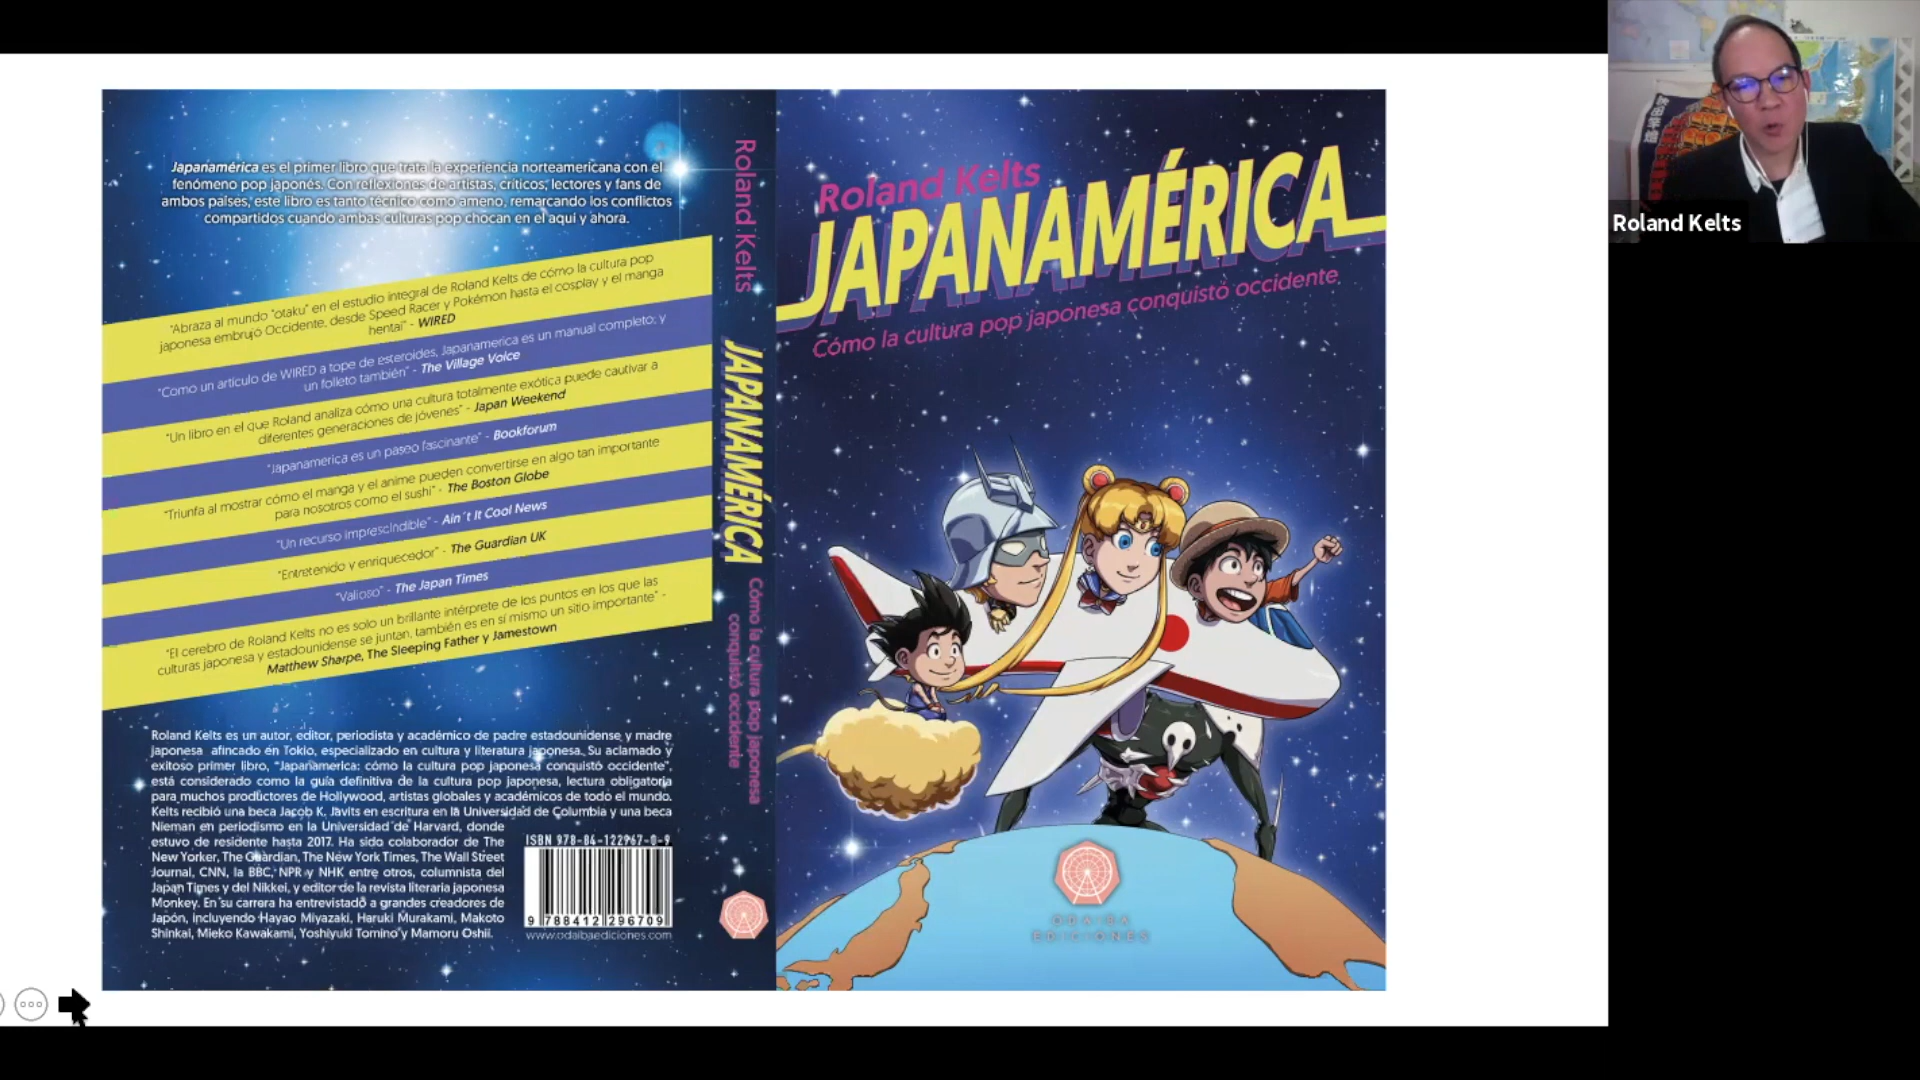 Japanamérica es el primer libro que trata la experiencia norteamericana con el
fenómeno pop japonés. Con reflexiones de artistas, críticos, lectores y fans de
ambos países, este libro es tanto técnico como ameno, remarcando los conflictos
compartidos cuando ambas culturas pop chocan en el aquí y ahora.
"Abraza al mundo "otaku" en el estudio integral de Roland Kelts de cómo la cultura pop
japonesa embrujó Occidente, desde Speed Racer y Pokémon hasta el cosplay y el manga
hentai" - WIRED
"Como un artículo de WIRED a tope de esteroides, Japanamerica es un manual completo; y
un folleto también" - The Village Voice
"Un libro en el que Roland analiza cómo una cultura totalmente exótica puede cautivar a
diferentes generaciones de jóvenes" - Japan Weekend
"Japanamerica es un paseo fascinante" - Bookforum
"Triunfa al mostrar cómo el manga y el anime pueden convertirse en algo tan importante
para nosotros como el sushi" - The Boston Globe
"Un recurso imprescindible" - Ain´t It Cool News
"Entretenido y enriquecedor" - The Guardian UK
"Valioso" - The Japan Times
"El cerebro de Roland Kelts no es solo un brillante intérprete de los puntos en los que las
culturas japonesa y estadounidense se juntan, también es en sí mismo un sitio importante" -
Matthew Sharpe, The Sleeping Father y Jamestown
Roland Kelts es un autor, editor, periodista y académico de padre estadounidense y madre
japonesa afincado en Tokio, especializado en cultura y literatura japonesa. Su aclamado y
exitoso primer libro, "Japanamerica: cómo la cultura pop japonesa conquistó occidente",
está considerado como la guía definitiva de la cultura pop japonesa, lectura obligatoria
para muchos productores de Hollywood, artistas globales y académicos de todo el mundo.
Kelts recibió una beca Jacob K. Javits en escritura en la Universidad de Columbia y una beca
Nieman en periodismo en la Universidad de Harvard, donde
estuvo de residente hasta 2017. Ha sido colaborador de The
New Yorker, The Guardian, The New York Times, The Wall Street
Journal, CNN, la BBC, NPR y NHK entre otros, columnista del
Japan Times y del Nikkei, y editor de la revista literaria japonesa
Monkey. En su carrera ha entrevistado a grandes creadores de
Japón, incluyendo Hayao Miyazaki, Haruki Murakami, Makoto
Shinkai, Mieko Kawakami, Yoshiyuki Tomino y Mamoru Oshii.
ISBN 978-84-122967-0-9
9 788412 296709
www.odaibaediciones.com
Roland Kelts
JAPANAMÉRICA
Cómo la cultura pop japonesa
conquistó occidente
Roland Kelts
JAPANAMÉRICA
Cómo la cultura pop japonesa conquistó occidente
ODAIBA
EDICIONES
Roland Kelts